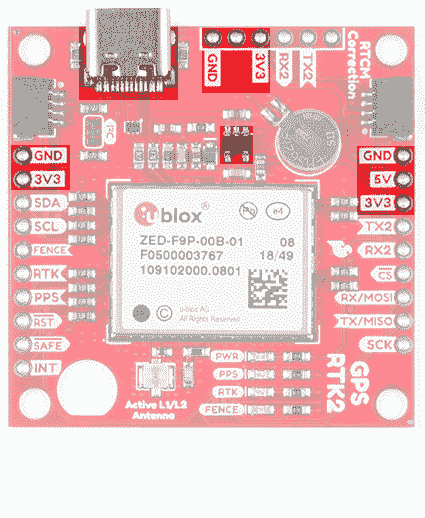 GND
3V3
RX2
TX2
RTCM
Correction
GND
3V3
SDA
SCL
FENCE
RTK
PPS
RST
SAFE
INT
GND
5V
3V3
TX2
RX2
CS
RX/MOSI
TX/MISO
SCK
ublox
e4
ZED-F9P-00B-01 08
F0500003767 18/49
109102000.0801
u-blox AG
All Rights Reserved
PWR
PPS
RTK
FENCE
GPS
RTK2
Active L1/L2
Antenna